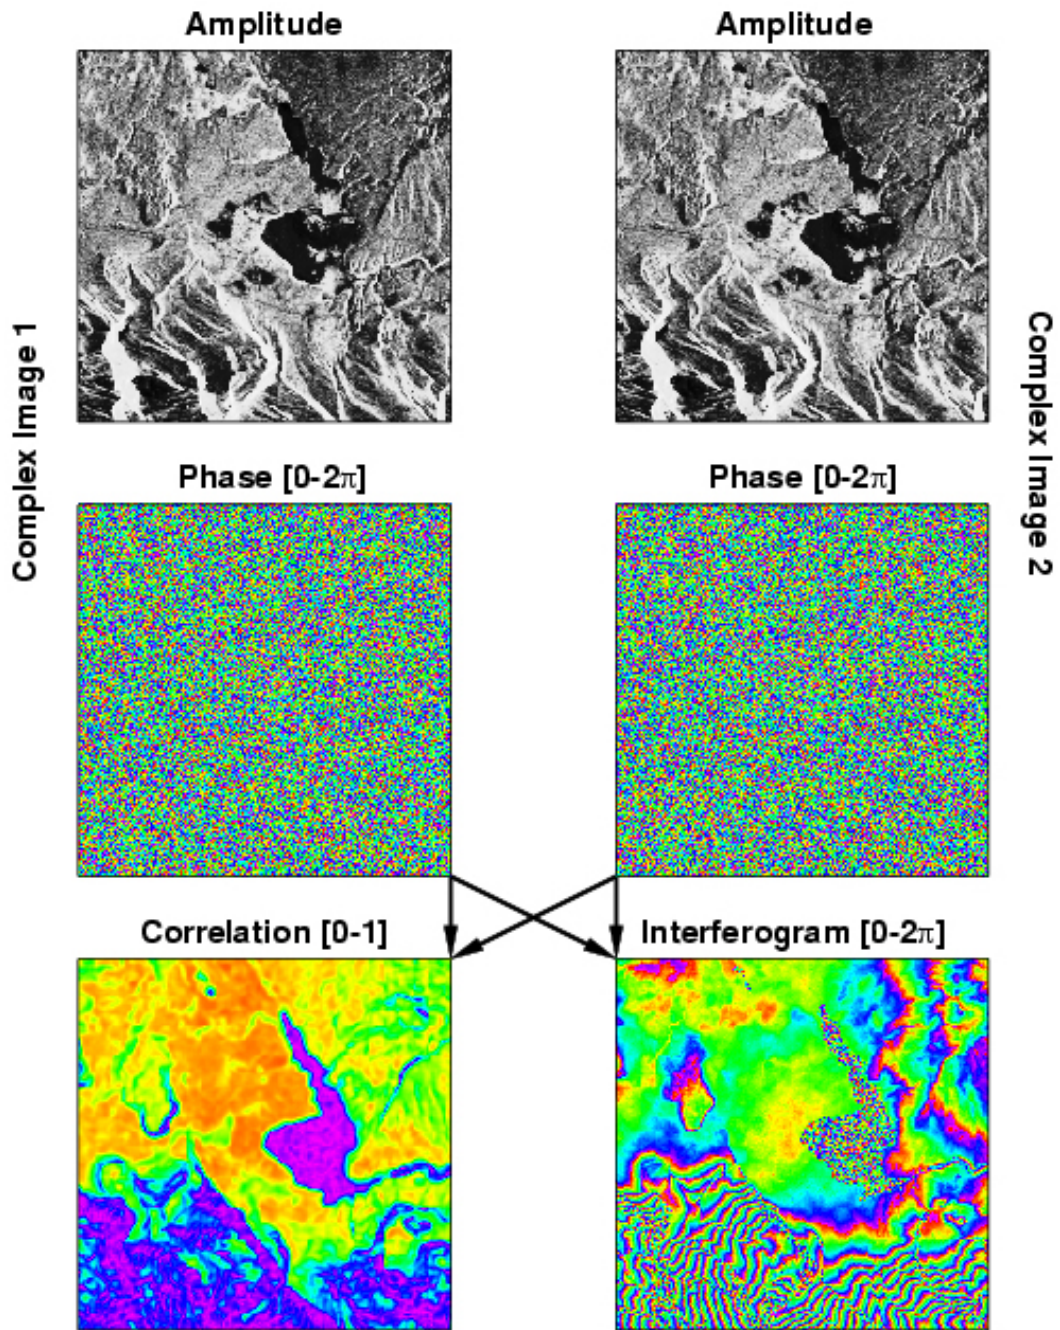 Amplitude
Amplitude
Complex Image 1
Complex Image 2
Phase [0-2π]
Phase [0-2π]
Correlation [0-1]
Interferogram [0-2π]